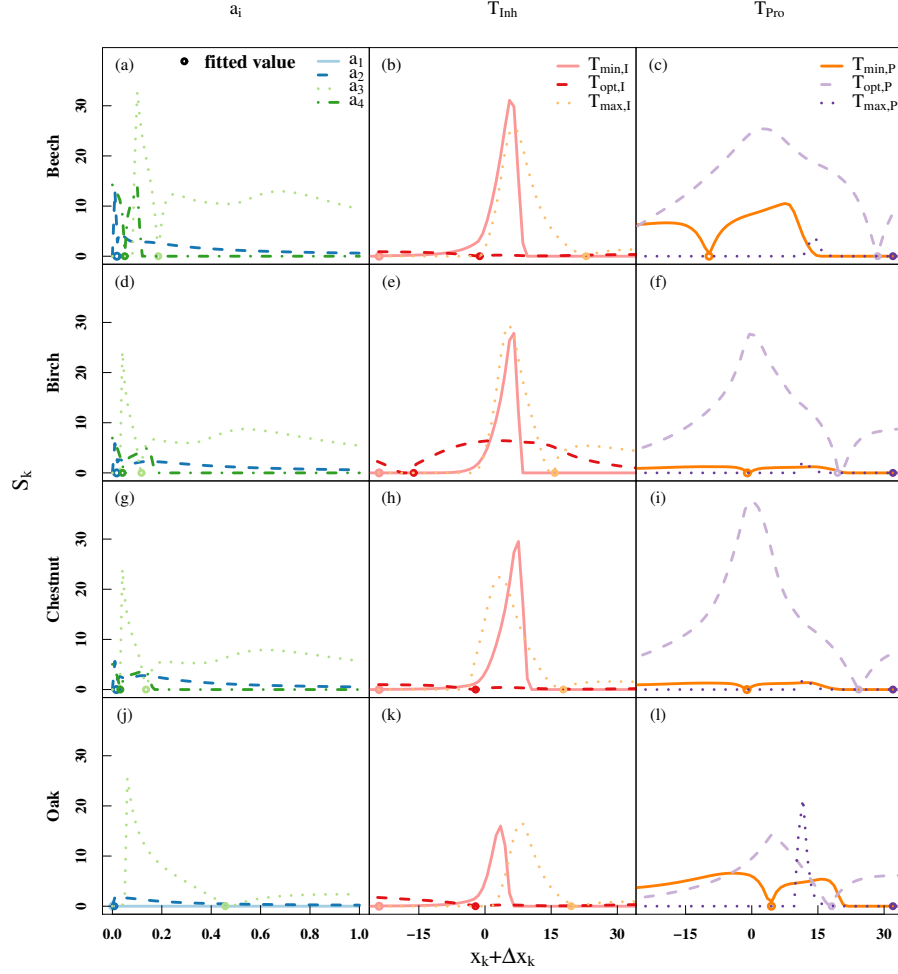 a_i T_Inh T_Pro
(a) fitted value a_1 a_2 a_3 a_4
(b) T_min,I T_opt,I T_max,I
(c) T_min,P T_opt,P T_max,P
Beech
0 10 20 30
(d) (e) (f)
Birch
0 10 20 30
S_k
(g) (h) (i)
Chestnut
0 10 20 30
(j) (k) (l)
Oak
0 10 20 30
0.0 0.2 0.4 0.6 0.8 1.0 −15 0 15 30 −15 0 15 30
x_k+Δx_k